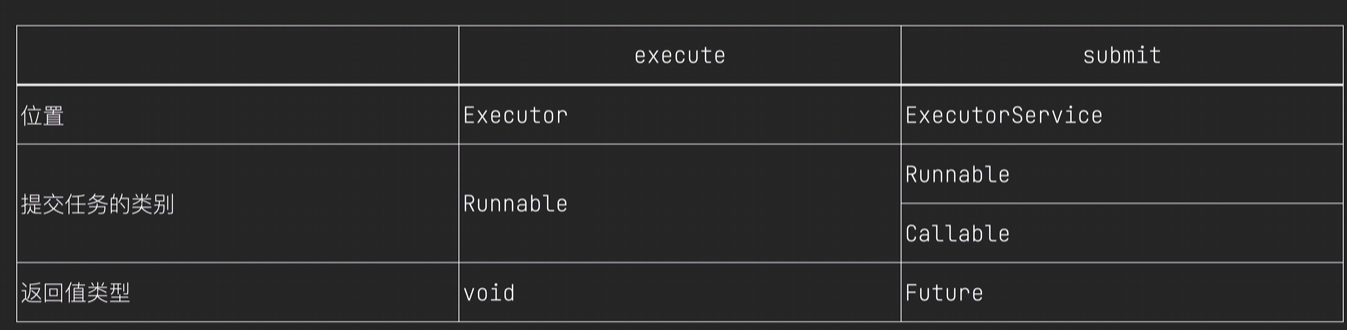 execute submit
位置 Executor ExecutorService
提交任务的类别 Runnable Runnable
Callable
返回值类型 void Future